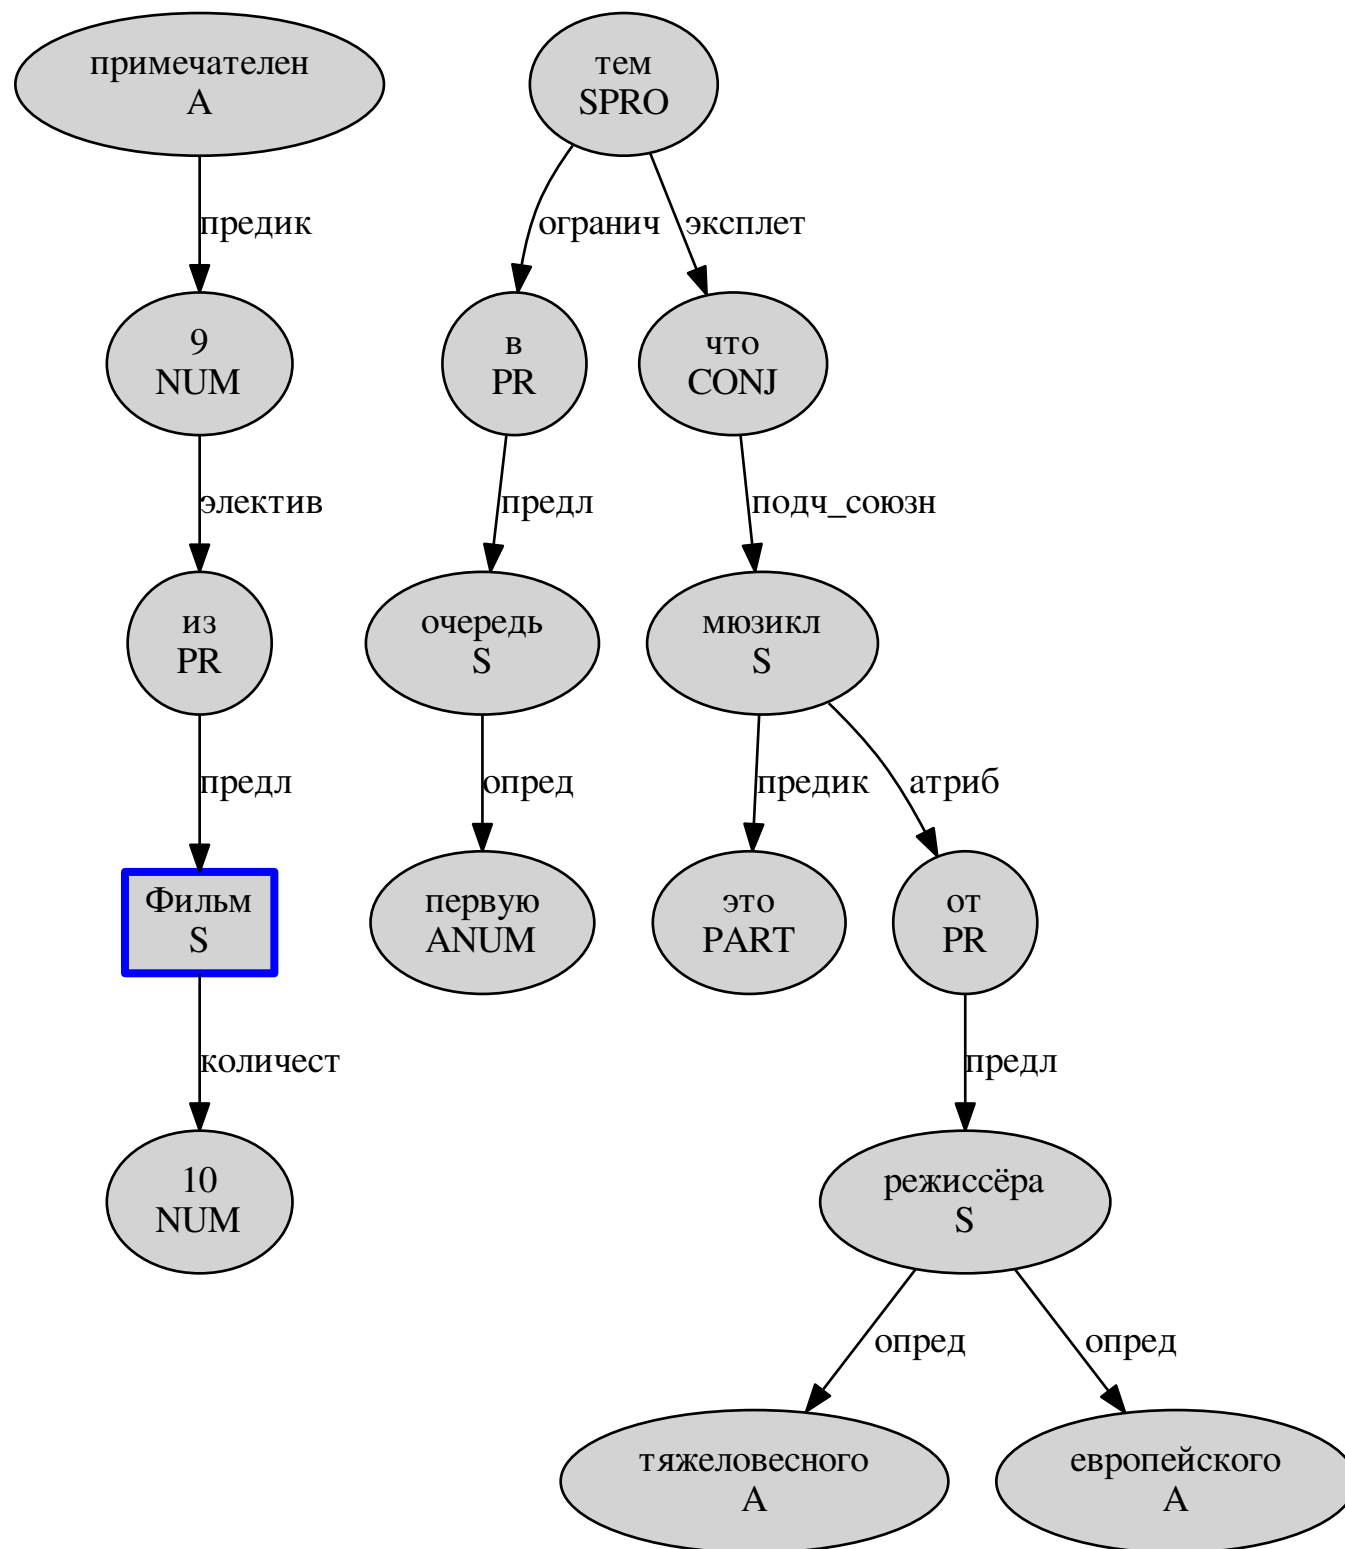 примечателен
A
тем
SPRO
предик
огранич
эксплет
9
NUM
в
PR
что
CONJ
электив
предл
подч_союзн
из
PR
очередь
S
мюзикл
S
предл
опред
предик
атриб
Фильм
S
первую
ANUM
это
PART
от
PR
количест
предл
10
NUM
режиссёра
S
опред
опред
тяжеловесного
A
европейского
A